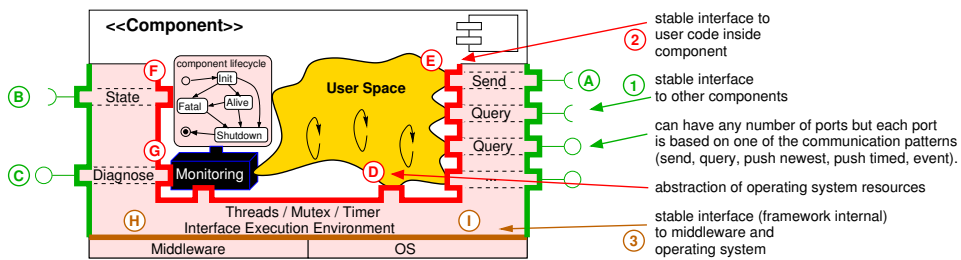 <<Component>>
component lifecycle
Init
Alive
Fatal
Shutdown
User Space
F
E
B
State
G
C
Diagnose
Monitoring
D
Send
A
Query
Query
...
H
Threads / Mutex / Timer
Interface Execution Environment
I
Middleware
OS
2
stable interface to
user code inside
component
1
stable interface
to other components
can have any number of ports but each port
is based on one of the communication patterns
(send, query, push newest, push timed, event).
abstraction of operating system resources
3
stable interface (framework internal)
to middleware and
operating system